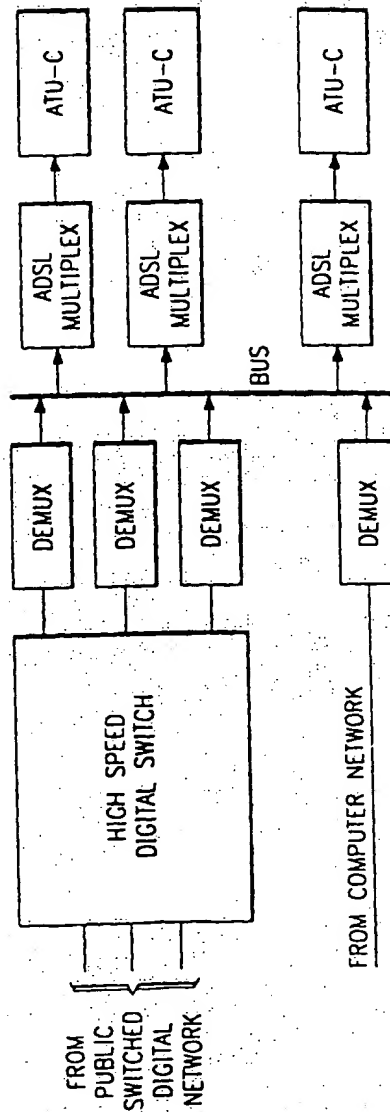 FROM
PUBLIC
SWITCHED
DIGITAL
NETWORK
HIGH SPEED
DIGITAL SWITCH
DEMUX
DEMUX
DEMUX
BUS
ADSL
MULTIPLEX
ATU-C
ADSL
MULTIPLEX
ATU-C
ADSL
MULTIPLEX
ATU-C
FROM COMPUTER NETWORK
DEMUX